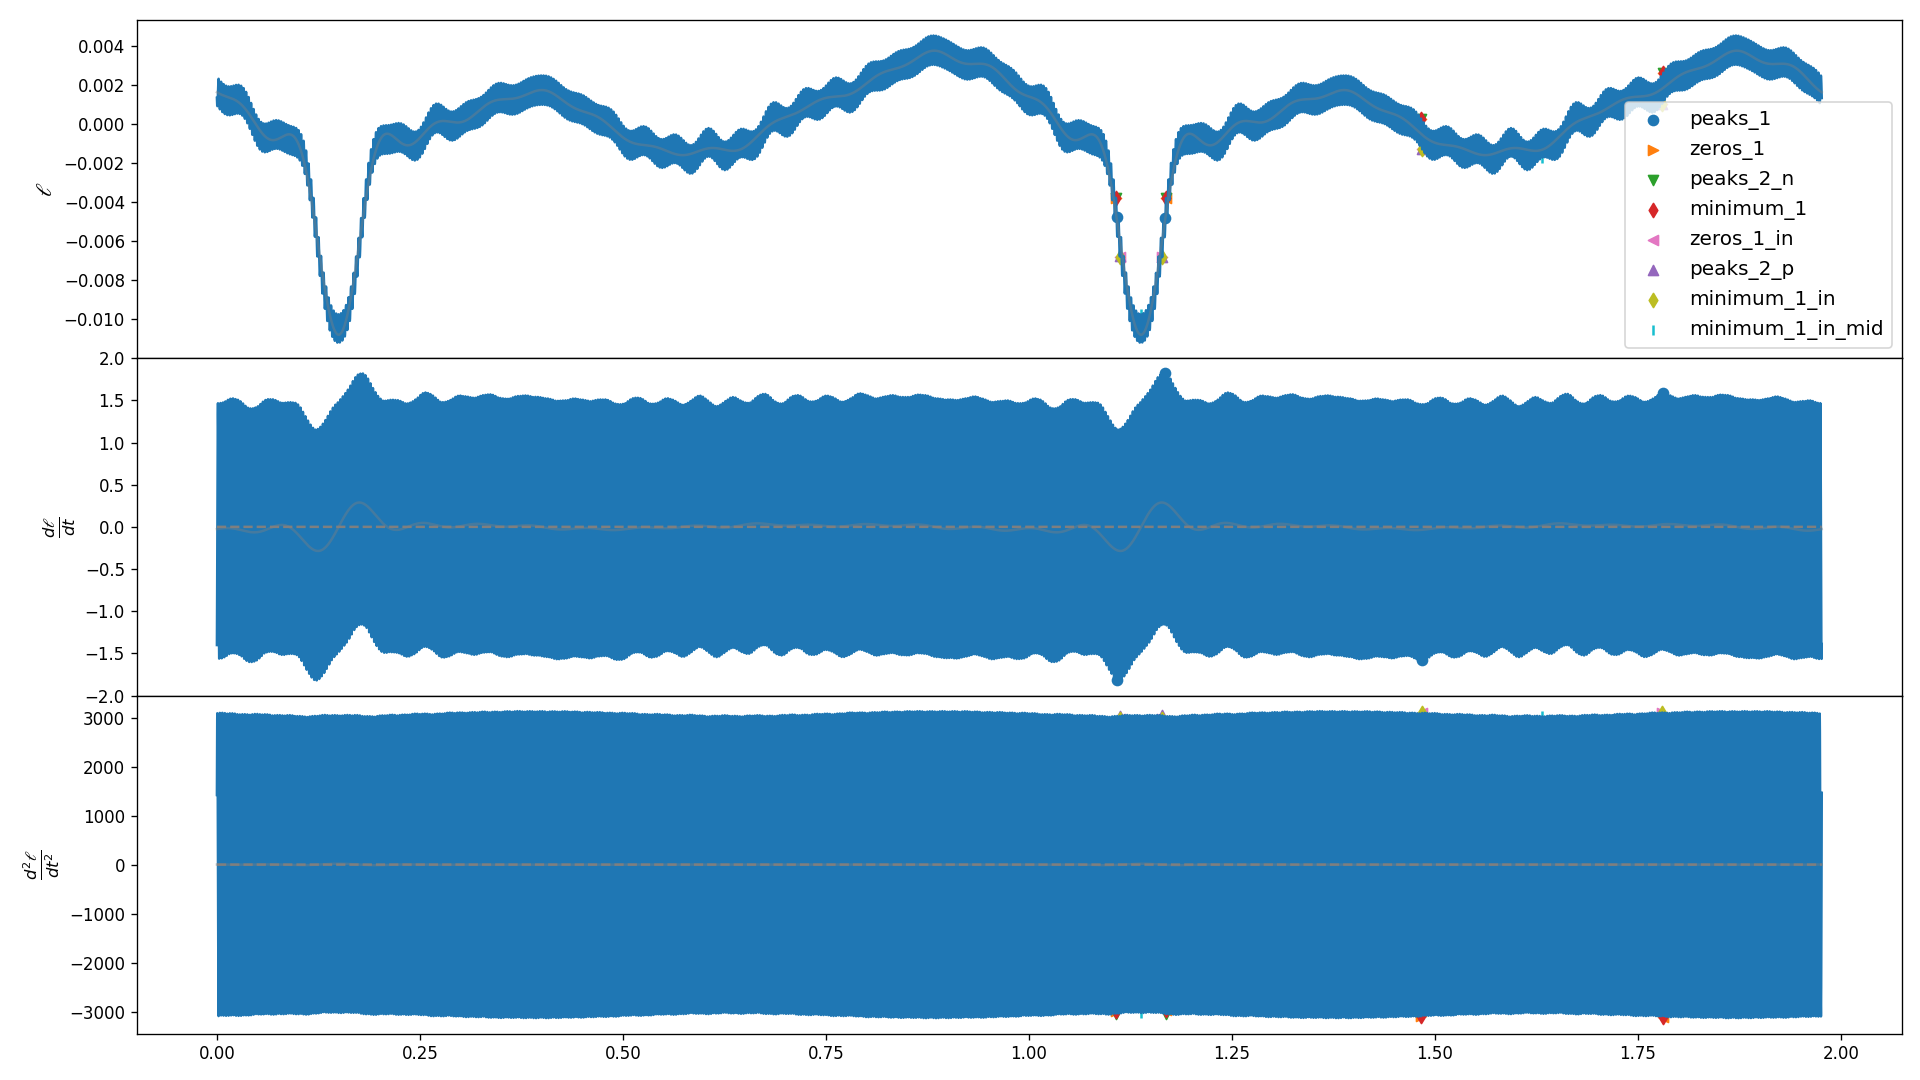 0.004
0.002
0.000
−0.002
−0.004
−0.006
−0.008
−0.010
ℓ
peaks_1
zeros_1
peaks_2_n
minimum_1
zeros_1_in
peaks_2_p
minimum_1_in
minimum_1_in_mid
2.0
1.5
1.0
0.5
0.0
−0.5
−1.0
−1.5
−2.0
dℓ
dt
3000
2000
1000
0
−1000
−2000
−3000
d²ℓ
dt²
0.00 0.25 0.50 0.75 1.00 1.25 1.50 1.75 2.00